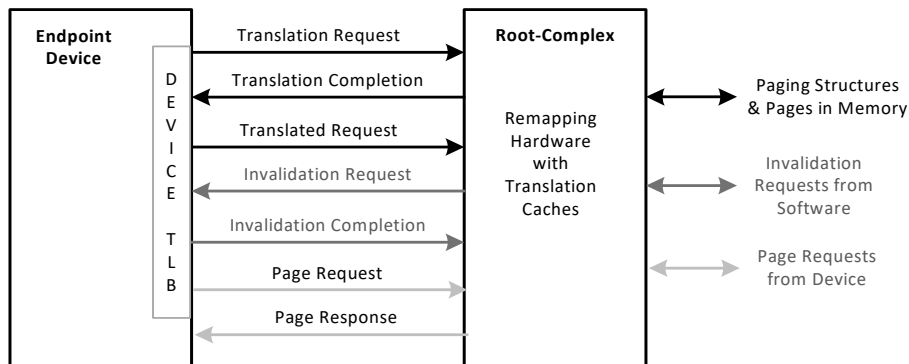 Endpoint
Device
D
E
V
I
C
E
T
L
B
Translation Request
Translation Completion
Translated Request
Invalidation Request
Invalidation Completion
Page Request
Page Response
Root-Complex
Remapping
Hardware
with
Translation
Caches
Paging Structures
& Pages in Memory
Invalidation
Requests from
Software
Page Requests
from Device